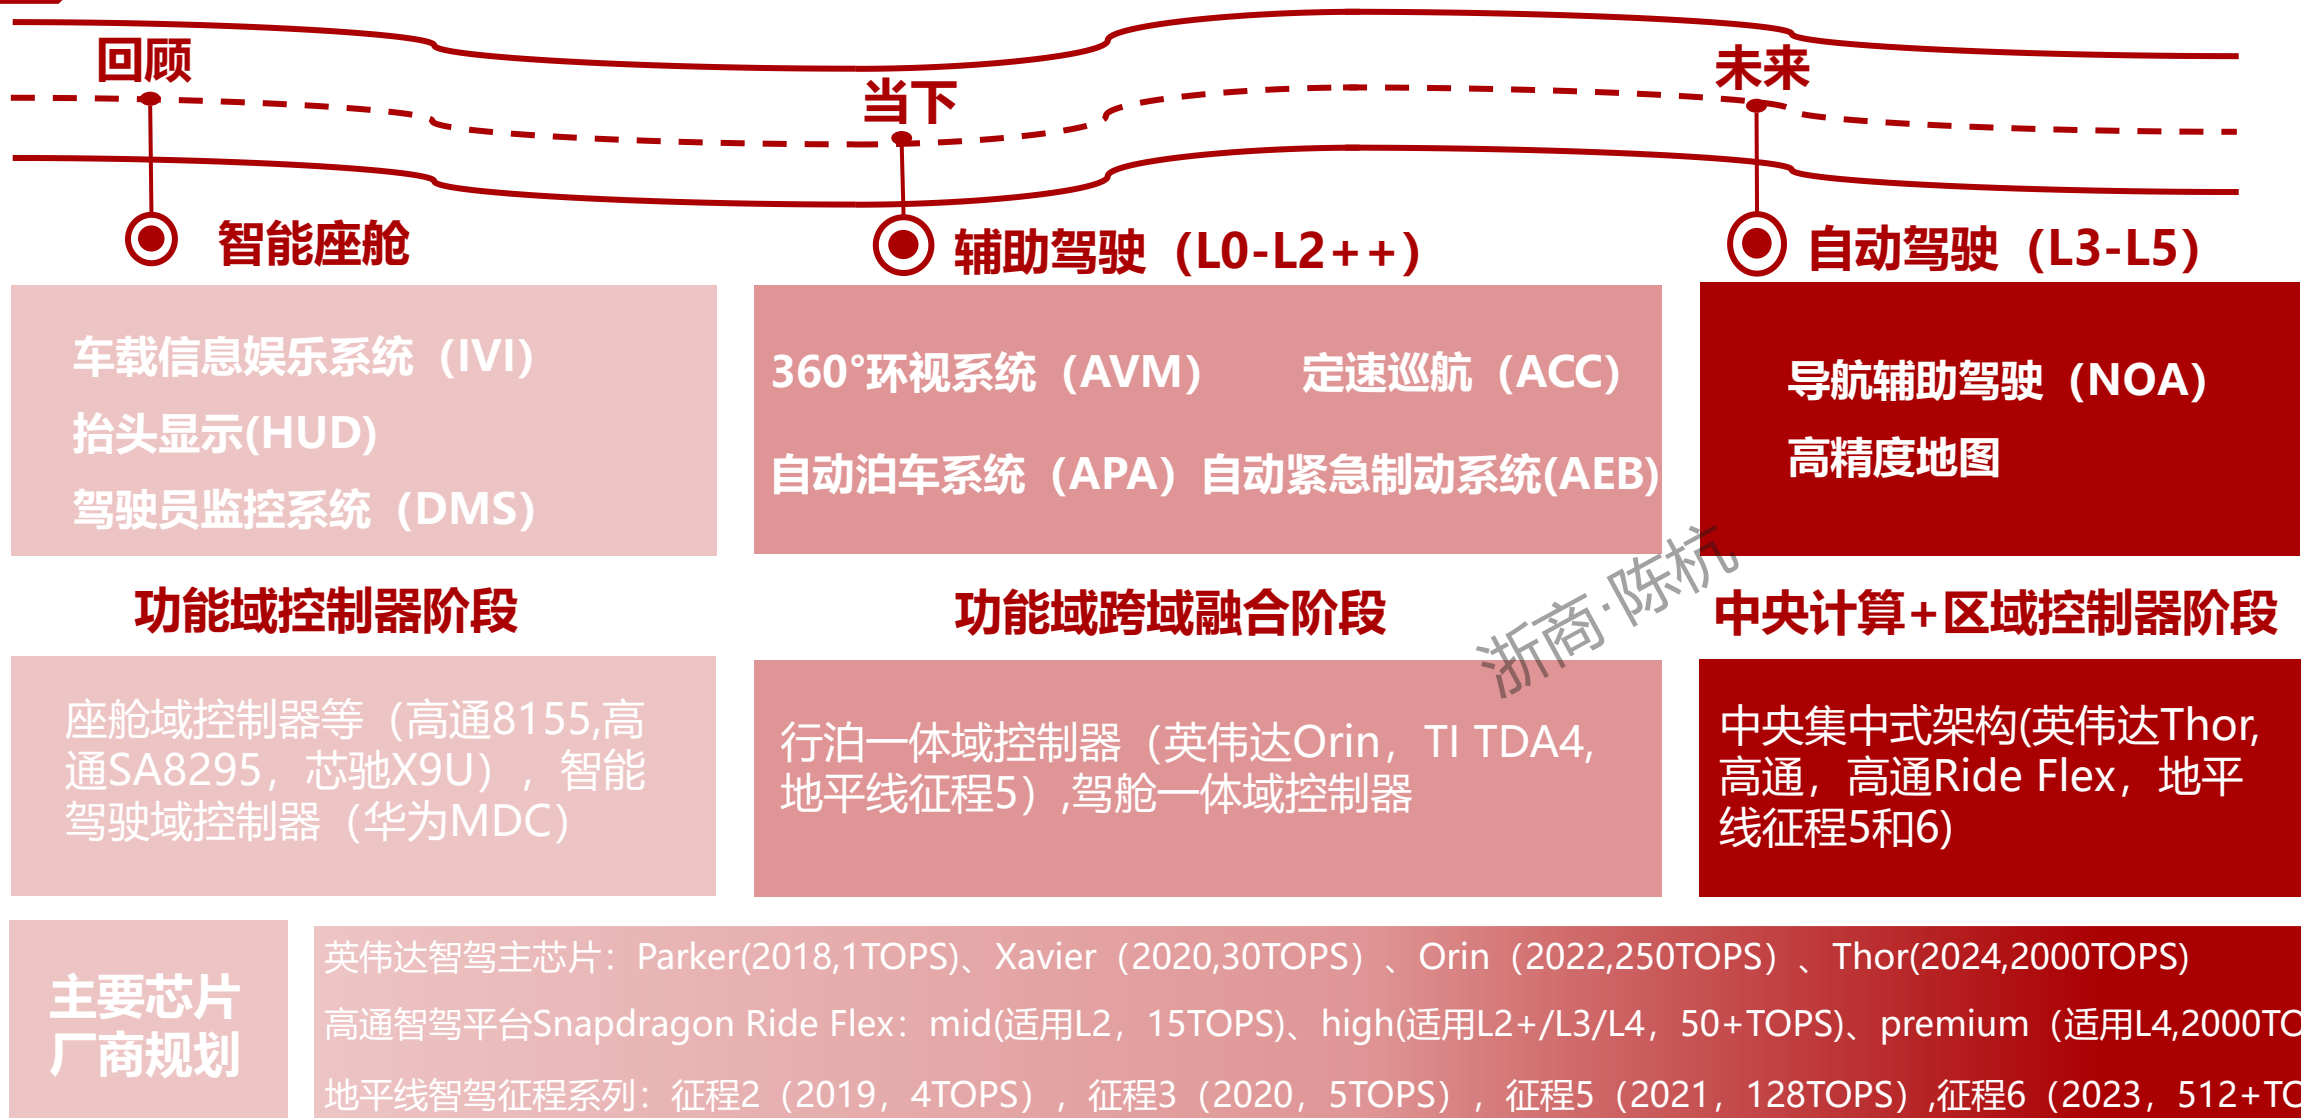 回顾
当下
未来
智能座舱
辅助驾驶（L0-L2++）
自动驾驶（L3-L5）
车载信息娱乐系统（IVI）
抬头显示(HUD)
驾驶员监控系统（DMS）
360°环视系统（AVM） 定速巡航（ACC）
自动泊车系统（APA）自动紧急制动系统(AEB)
导航辅助驾驶（NOA）
高精度地图
功能域控制器阶段
功能域跨域融合阶段
中央计算+区域控制器阶段
座舱域控制器等（高通8155,高
通SA8295，芯驰X9U），智能
驾驶域控制器（华为MDC）
行泊一体域控制器（英伟达Orin，TI TDA4,
地平线征程5）,驾舱一体域控制器
中央集中式架构(英伟达Thor,
高通，高通Ride Flex，地平
线征程5和6)
浙商·陈杭
主要芯片
厂商规划
英伟达智驾主芯片：Parker(2018,1TOPS)、Xavier（2020,30TOPS）、Orin（2022,250TOPS）、Thor(2024,2000TOPS)
高通智驾平台Snapdragon Ride Flex：mid(适用L2，15TOPS)、high(适用L2+/L3/L4，50+TOPS)、premium（适用L4,2000TO
地平线智驾征程系列：征程2（2019，4TOPS），征程3（2020，5TOPS），征程5（2021，128TOPS）,征程6（2023，512+TO